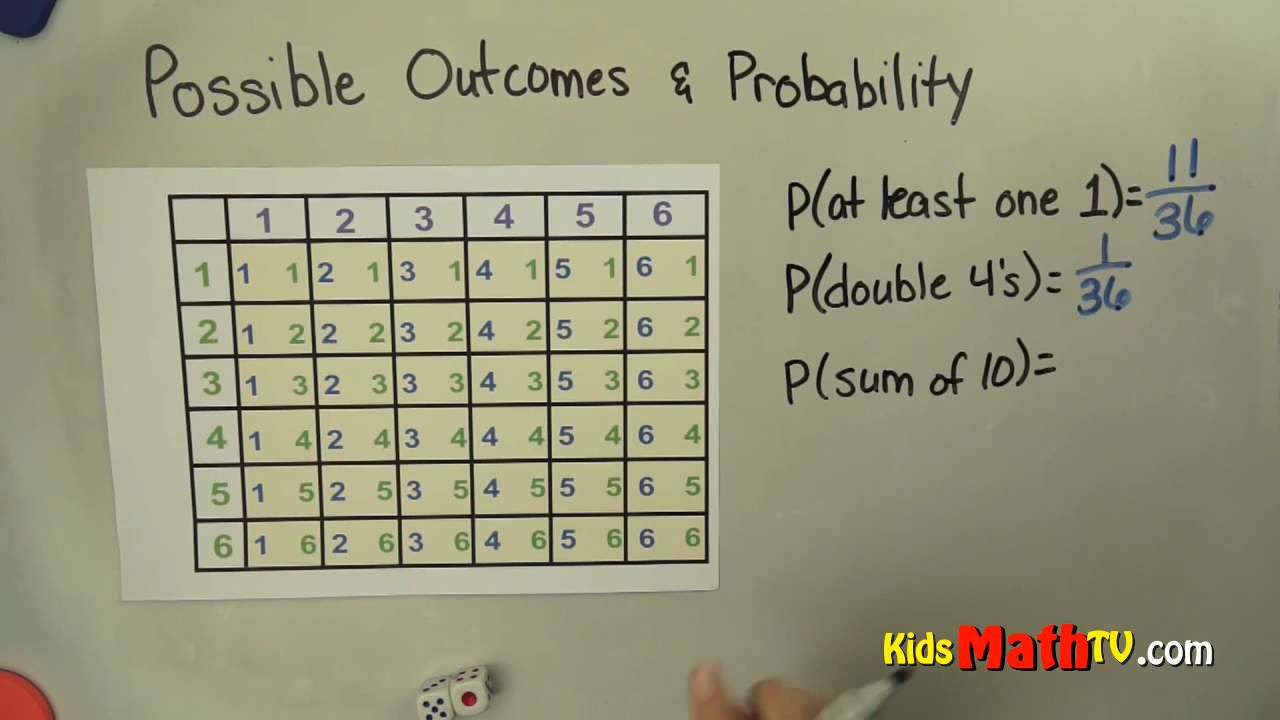 Possible Outcomes & Probability
1 2 3 4 5 6
1 1 1 2 1 3 1 4 1 5 1 6 1
2 1 2 2 2 3 2 4 2 5 2 6 2
3 1 3 2 3 3 3 4 3 5 3 6 3
4 1 4 2 4 3 4 4 4 5 4 6 4
5 1 5 2 5 3 5 4 5 5 5 6 5
6 1 6 2 6 3 6 4 6 5 6 6 6
P(at least one 1)= 11/36
P(double 4's)= 1/36
P(sum of 10)=
KidsMathTV.com